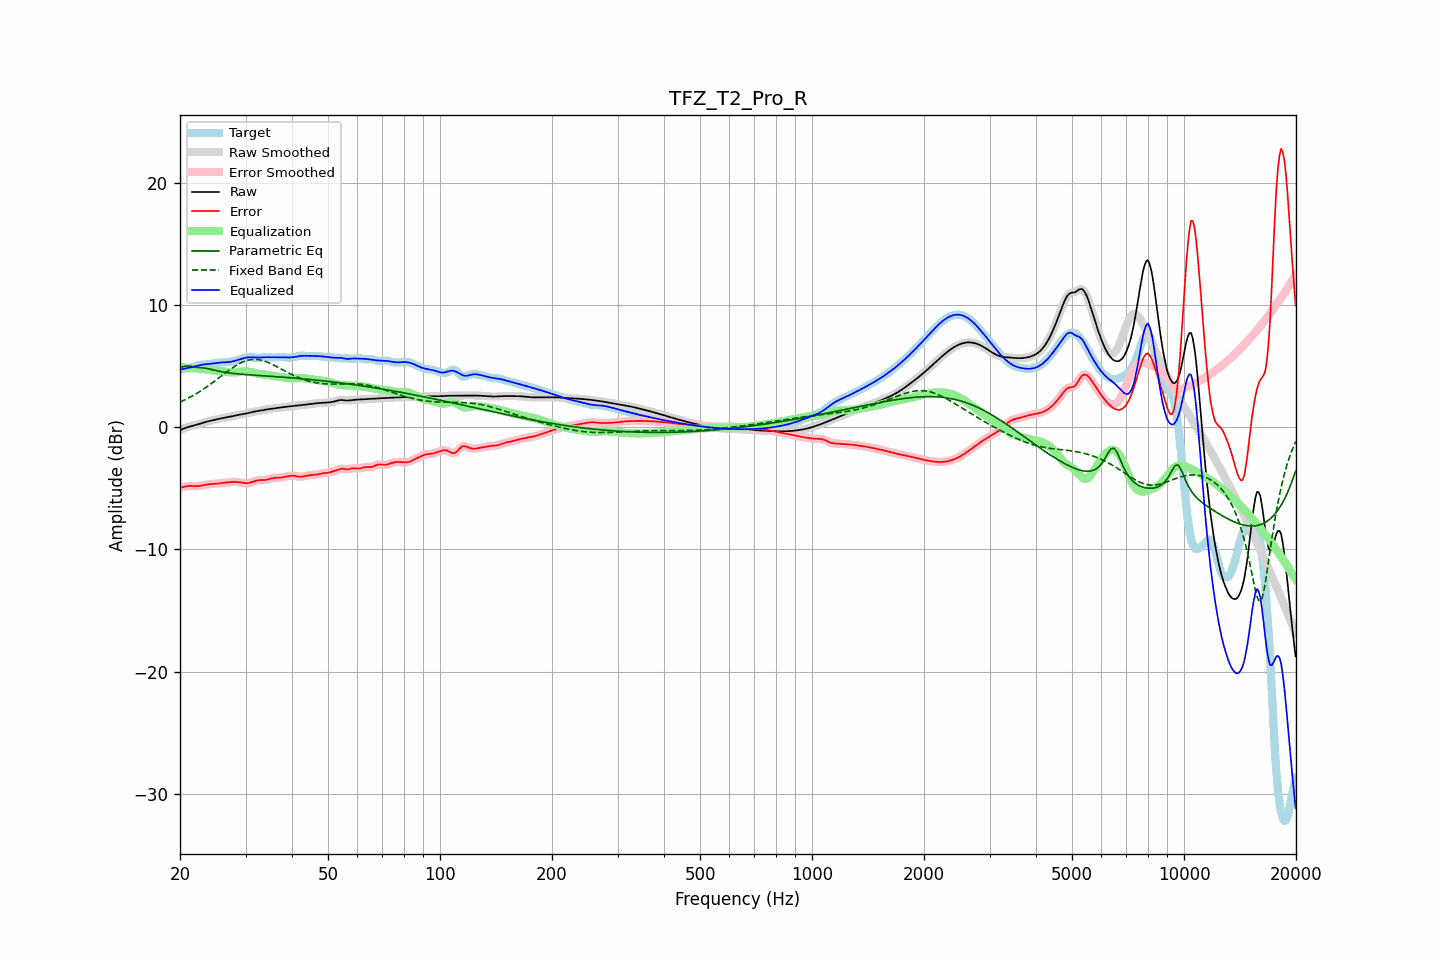 TFZ_T2_Pro_R
Target
Raw Smoothed
Error Smoothed
Raw
Error
Equalization
Parametric Eq
Fixed Band Eq
Equalized
20
10
0
−10
−20
−30
Amplitude (dBr)
20 50 100 200 500 1000 2000 5000 10000 20000
Frequency (Hz)